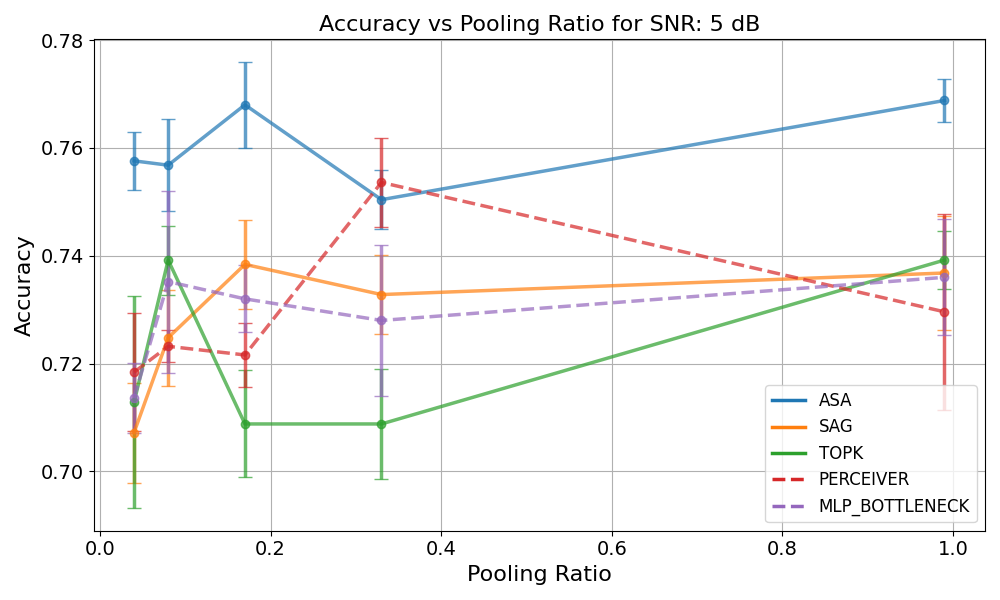 Accuracy vs Pooling Ratio for SNR: 5 dB
0.78
0.76
0.74
0.72
0.70
Accuracy
0.0
0.2
0.4
0.6
0.8
1.0
Pooling Ratio
ASA
SAG
TOPK
PERCEIVER
MLP_BOTTLENECK